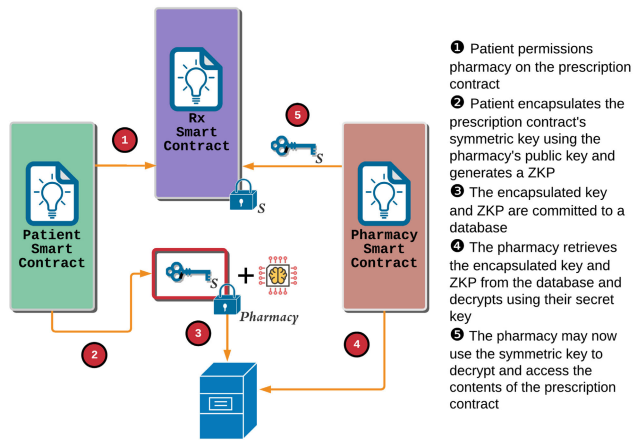 Rx
Smart
Contract
5
1
S
S
Patient
Smart
Contract
Pharmacy
Smart
Contract
S
+
Pharmacy
2
3
4
❶ Patient permissions
pharmacy on the prescription
contract
❷ Patient encapsulates the
prescription contract's
symmetric key using the
pharmacy's public key and
generates a ZKP
❸ The encapsulated key
and ZKP are committed to a
database
❹ The pharmacy retrieves
the encapsulated key and
ZKP from the database and
decrypts using their secret
key
❺ The pharmacy may now
use the symmetric key to
decrypt and access the
contents of the prescription
contract